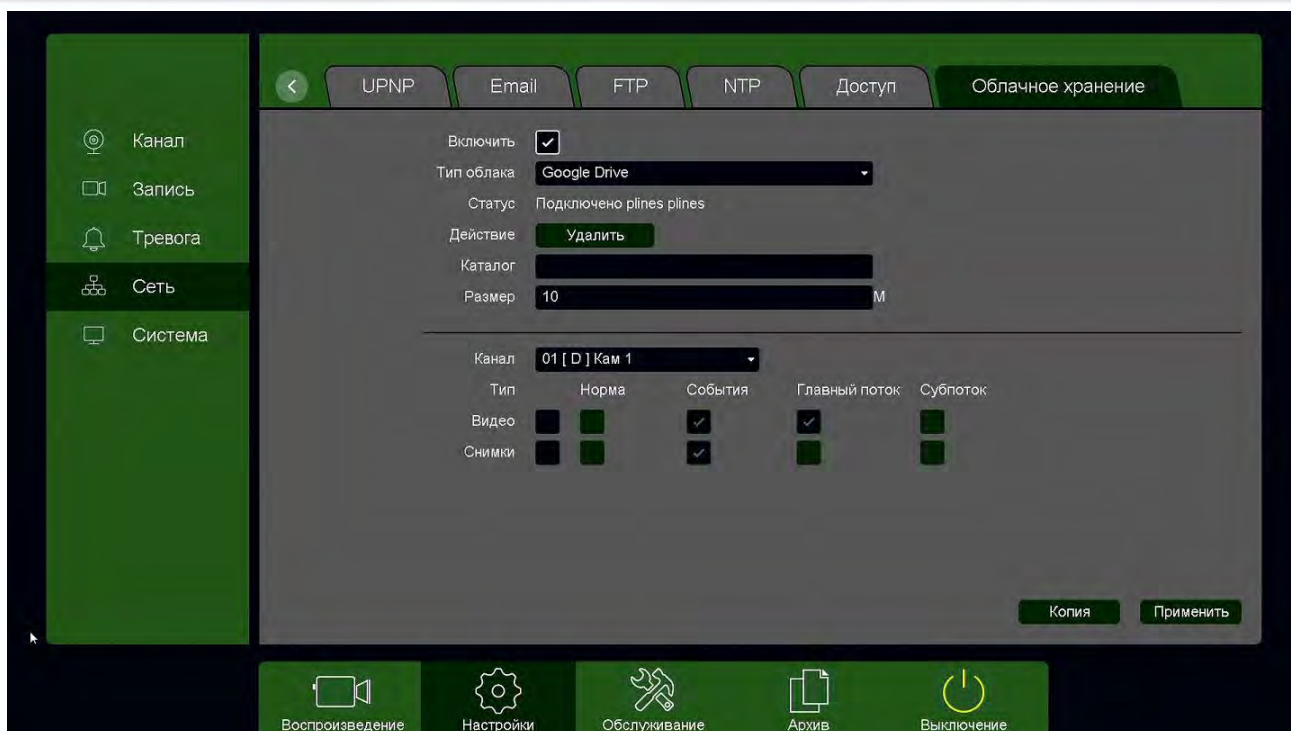 UPNP Email FTP NTP Доступ Облачное хранение
Канал
Запись
Тревога
Сеть
Система
Включить
Тип облака Google Drive
Статус Подключено plines plines
Действие Удалить
Каталог
Размер 10 M
Канал 01 [ D ] Кам 1
Тип Норма События Главный поток Субпоток
Видео
Снимки
Копия Применить
Воспроизведение Настройки Обслуживание Архив Выключение